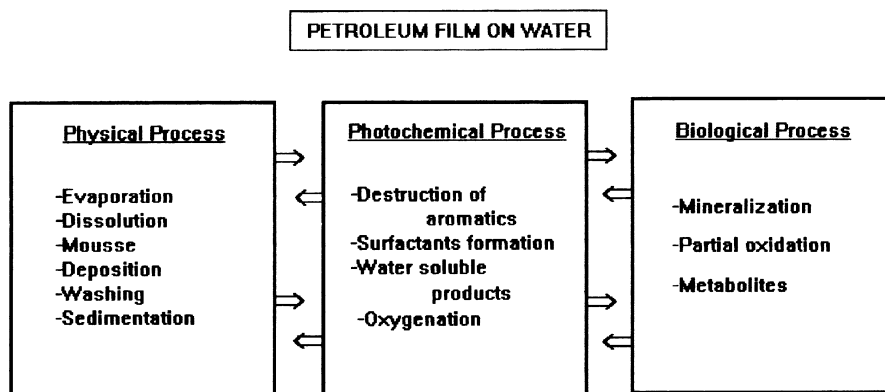 PETROLEUM FILM ON WATER
Physical Process
-Evaporation
-Dissolution
-Mousse
-Deposition
-Washing
-Sedimentation
Photochemical Process
-Destruction of
aromatics
-Surfactants formation
-Water soluble
products
-Oxygenation
Biological Process
-Mineralization
-Partial oxidation
-Metabolites